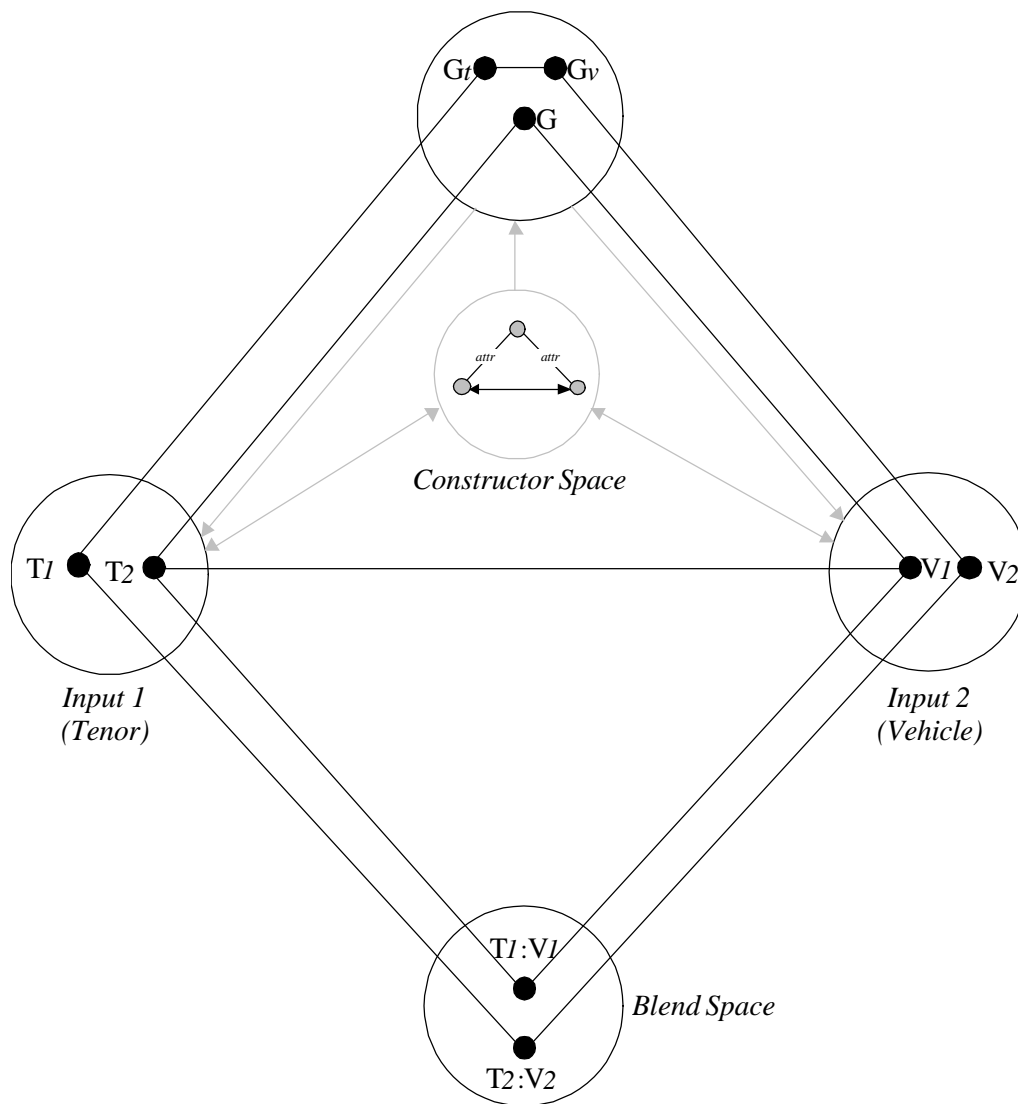 Gt Gv
G
attr attr
Constructor Space
T1 T2 V1 V2
Input 1
(Tenor)
Input 2
(Vehicle)
T1:V1
Blend Space
T2:V2